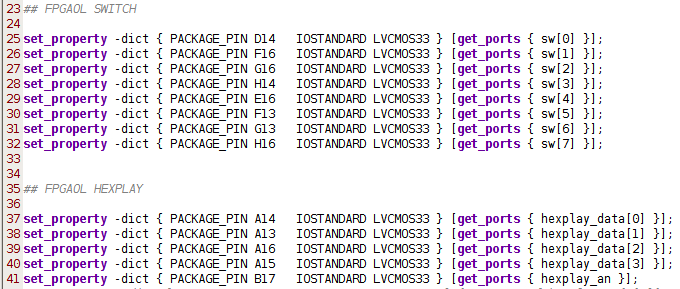 23 ## FPGAOL SWITCH
24
25 set_property -dict { PACKAGE_PIN D14 IOSTANDARD LVCMOS33 } [get_ports { sw[0] }];
26 set_property -dict { PACKAGE_PIN F16 IOSTANDARD LVCMOS33 } [get_ports { sw[1] }];
27 set_property -dict { PACKAGE_PIN G16 IOSTANDARD LVCMOS33 } [get_ports { sw[2] }];
28 set_property -dict { PACKAGE_PIN H14 IOSTANDARD LVCMOS33 } [get_ports { sw[3] }];
29 set_property -dict { PACKAGE_PIN E16 IOSTANDARD LVCMOS33 } [get_ports { sw[4] }];
30 set_property -dict { PACKAGE_PIN F13 IOSTANDARD LVCMOS33 } [get_ports { sw[5] }];
31 set_property -dict { PACKAGE_PIN G13 IOSTANDARD LVCMOS33 } [get_ports { sw[6] }];
32 set_property -dict { PACKAGE_PIN H16 IOSTANDARD LVCMOS33 } [get_ports { sw[7] }];
33
34
35 ## FPGAOL HEXPLAY
36
37 set_property -dict { PACKAGE_PIN A14 IOSTANDARD LVCMOS33 } [get_ports { hexplay_data[0] }];
38 set_property -dict { PACKAGE_PIN A13 IOSTANDARD LVCMOS33 } [get_ports { hexplay_data[1] }];
39 set_property -dict { PACKAGE_PIN A16 IOSTANDARD LVCMOS33 } [get_ports { hexplay_data[2] }];
40 set_property -dict { PACKAGE_PIN A15 IOSTANDARD LVCMOS33 } [get_ports { hexplay_data[3] }];
41 set_property -dict { PACKAGE_PIN B17 IOSTANDARD LVCMOS33 } [get_ports { hexplay_an }];